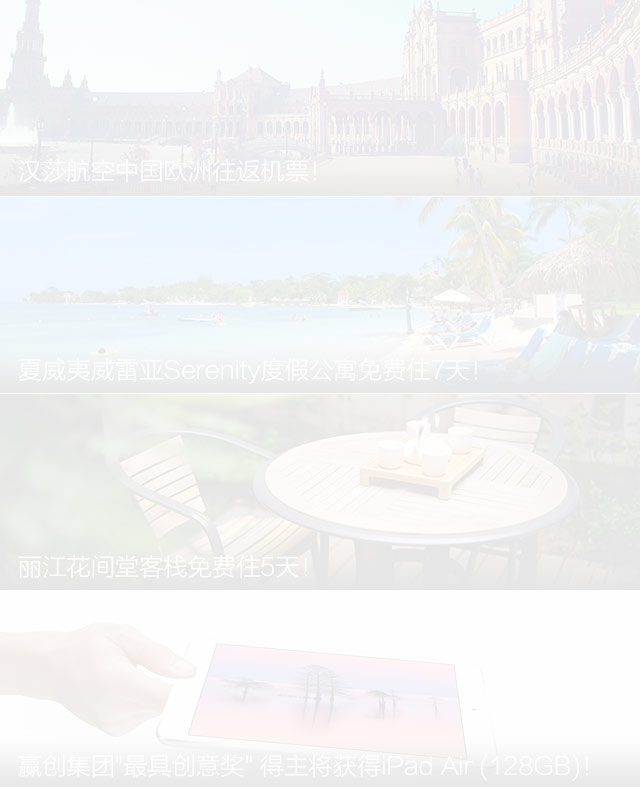 汉莎航空中国欧洲往返机票!
夏威夷威雷亚Serenity度假公寓免费住7天!
丽江花间堂客栈免费住5天!
赢创集团"最具创意奖" 得主将获得iPad Air (128GB)!